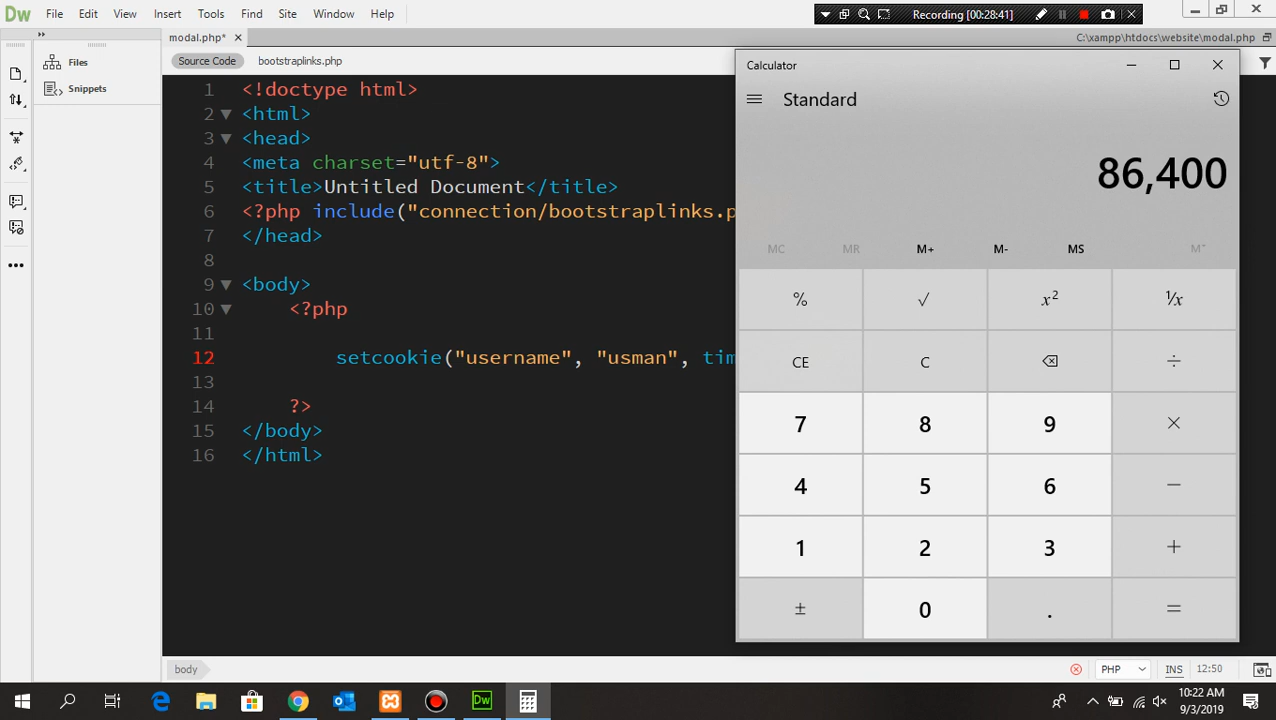 Dw File Edit View Insert Tools Find Site Window Help
Recording [00:28:41]
modal.php*
C:\xampp\htdocs\website\modal.php
Files
Snippets
Source Code bootstraplinks.php
1 <!doctype html>
2 <html>
3 <head>
4 <meta charset="utf-8">
5 <title>Untitled Document</title>
6 <?php include("connection/bootstraplinks.p
7 </head>
8
9 <body>
10 <?php
11
12 setcookie("username", "usman", tim
13
14 ?>
15 </body>
16 </html>
Calculator
Standard
86,400
MC MR M+ M- MS M˅
% √ x² ⅟x
CE C ÷
7 8 9 ×
4 5 6 −
1 2 3 +
± 0 . =
body
PHP INS 12:50
Dw
10:22 AM
9/3/2019